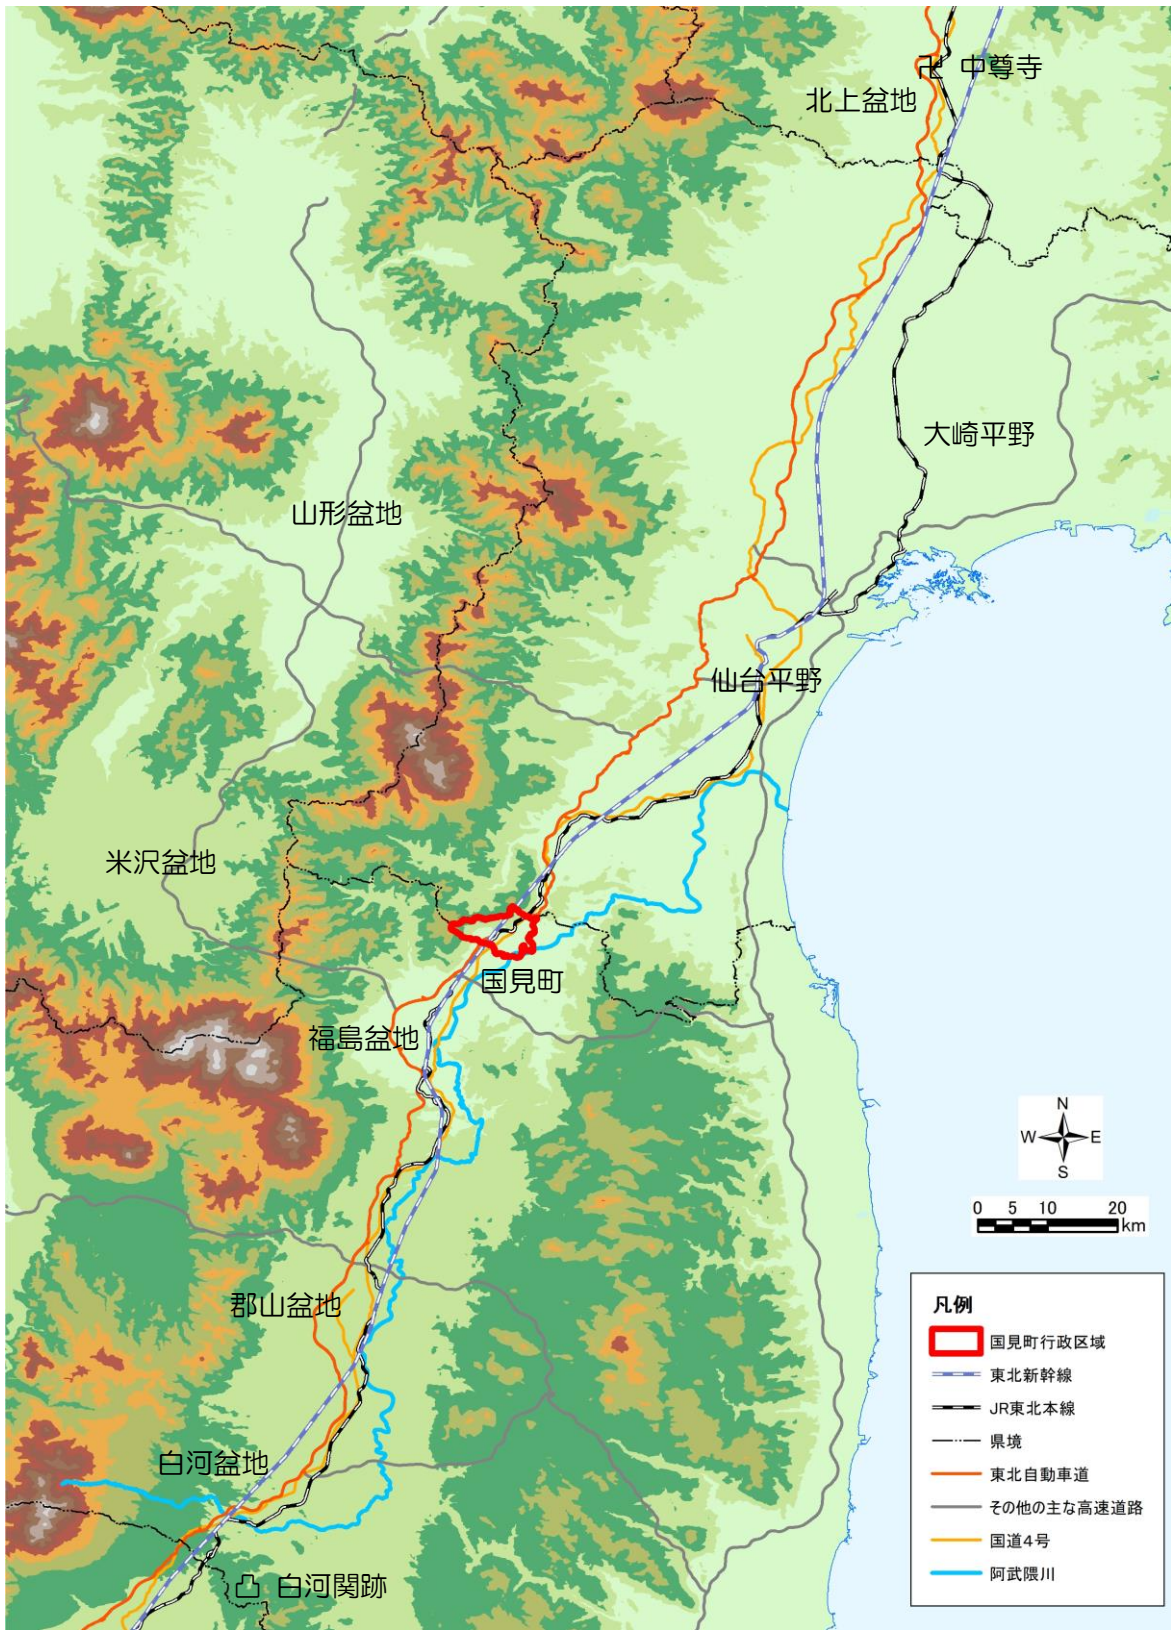 卍 中尊寺
北上盆地
大崎平野
山形盆地
仙台平野
米沢盆地
国見町
福島盆地
N
W E
S
0 5 10 20
km
郡山盆地
白河盆地
白河関跡
凡例
国見町行政区域
東北新幹線
JR東北本線
県境
東北自動車道
その他の主な高速道路
国道4号
阿武隈川